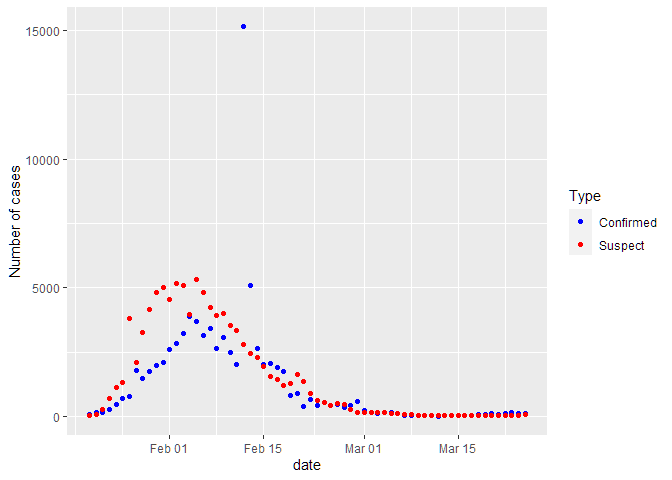 15000
10000
5000
0
Number of cases
Feb 01
Feb 15
Mar 01
Mar 15
date
Type
Confirmed
Suspect